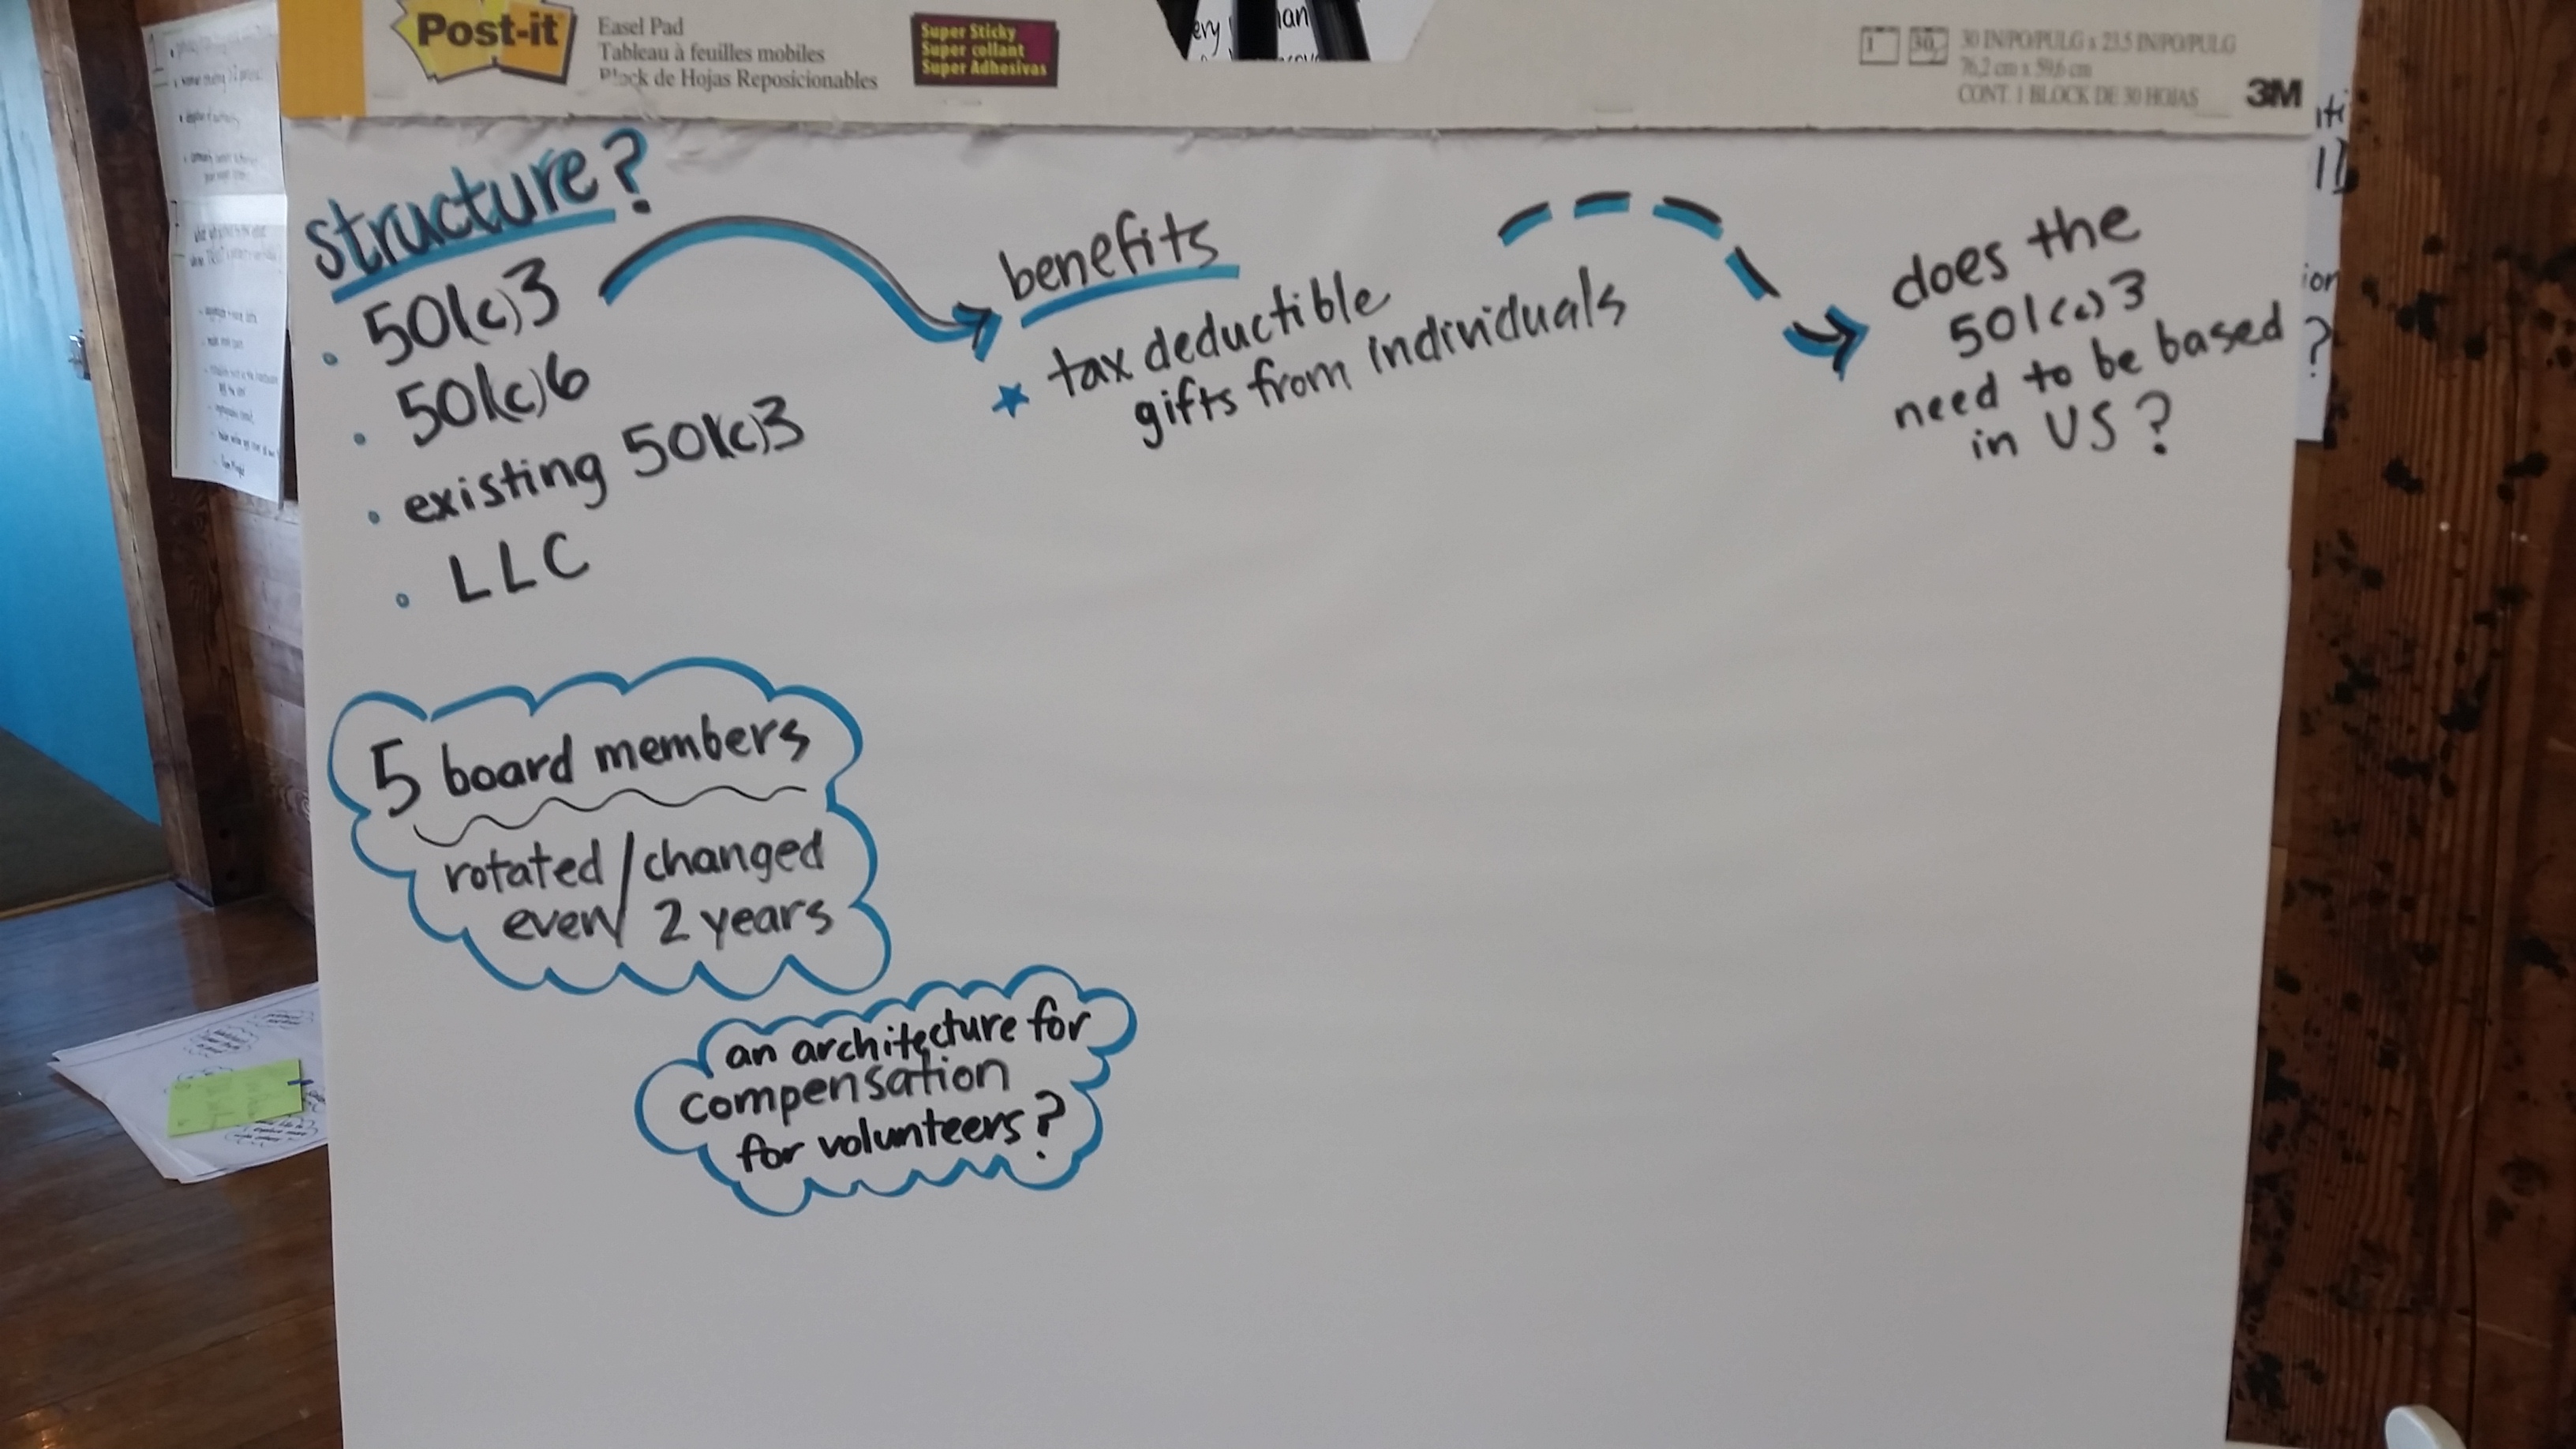 Post-it
Easel Pad
Tableau à feuilles mobiles
Block de Hojas Reposicionables
Super Sticky
Super collant
Super Adhesivas
ery
an
1
30
30 IN/PO/PULG x 23.5 IN/PO/PULG
76,2 cm x 59,6 cm
CONT. 1 BLOCK DE 30 HOJAS
3M
structure?
• 501(c)3
• 501(c)6
• existing 501(c)3
• LLC
benefits
★ tax deductible
gifts from individuals
does the
501(c)3
need to be based
in US?
ion
?
5 board members
rotated/changed
every 2 years
an architecture for
compensation
for volunteers?